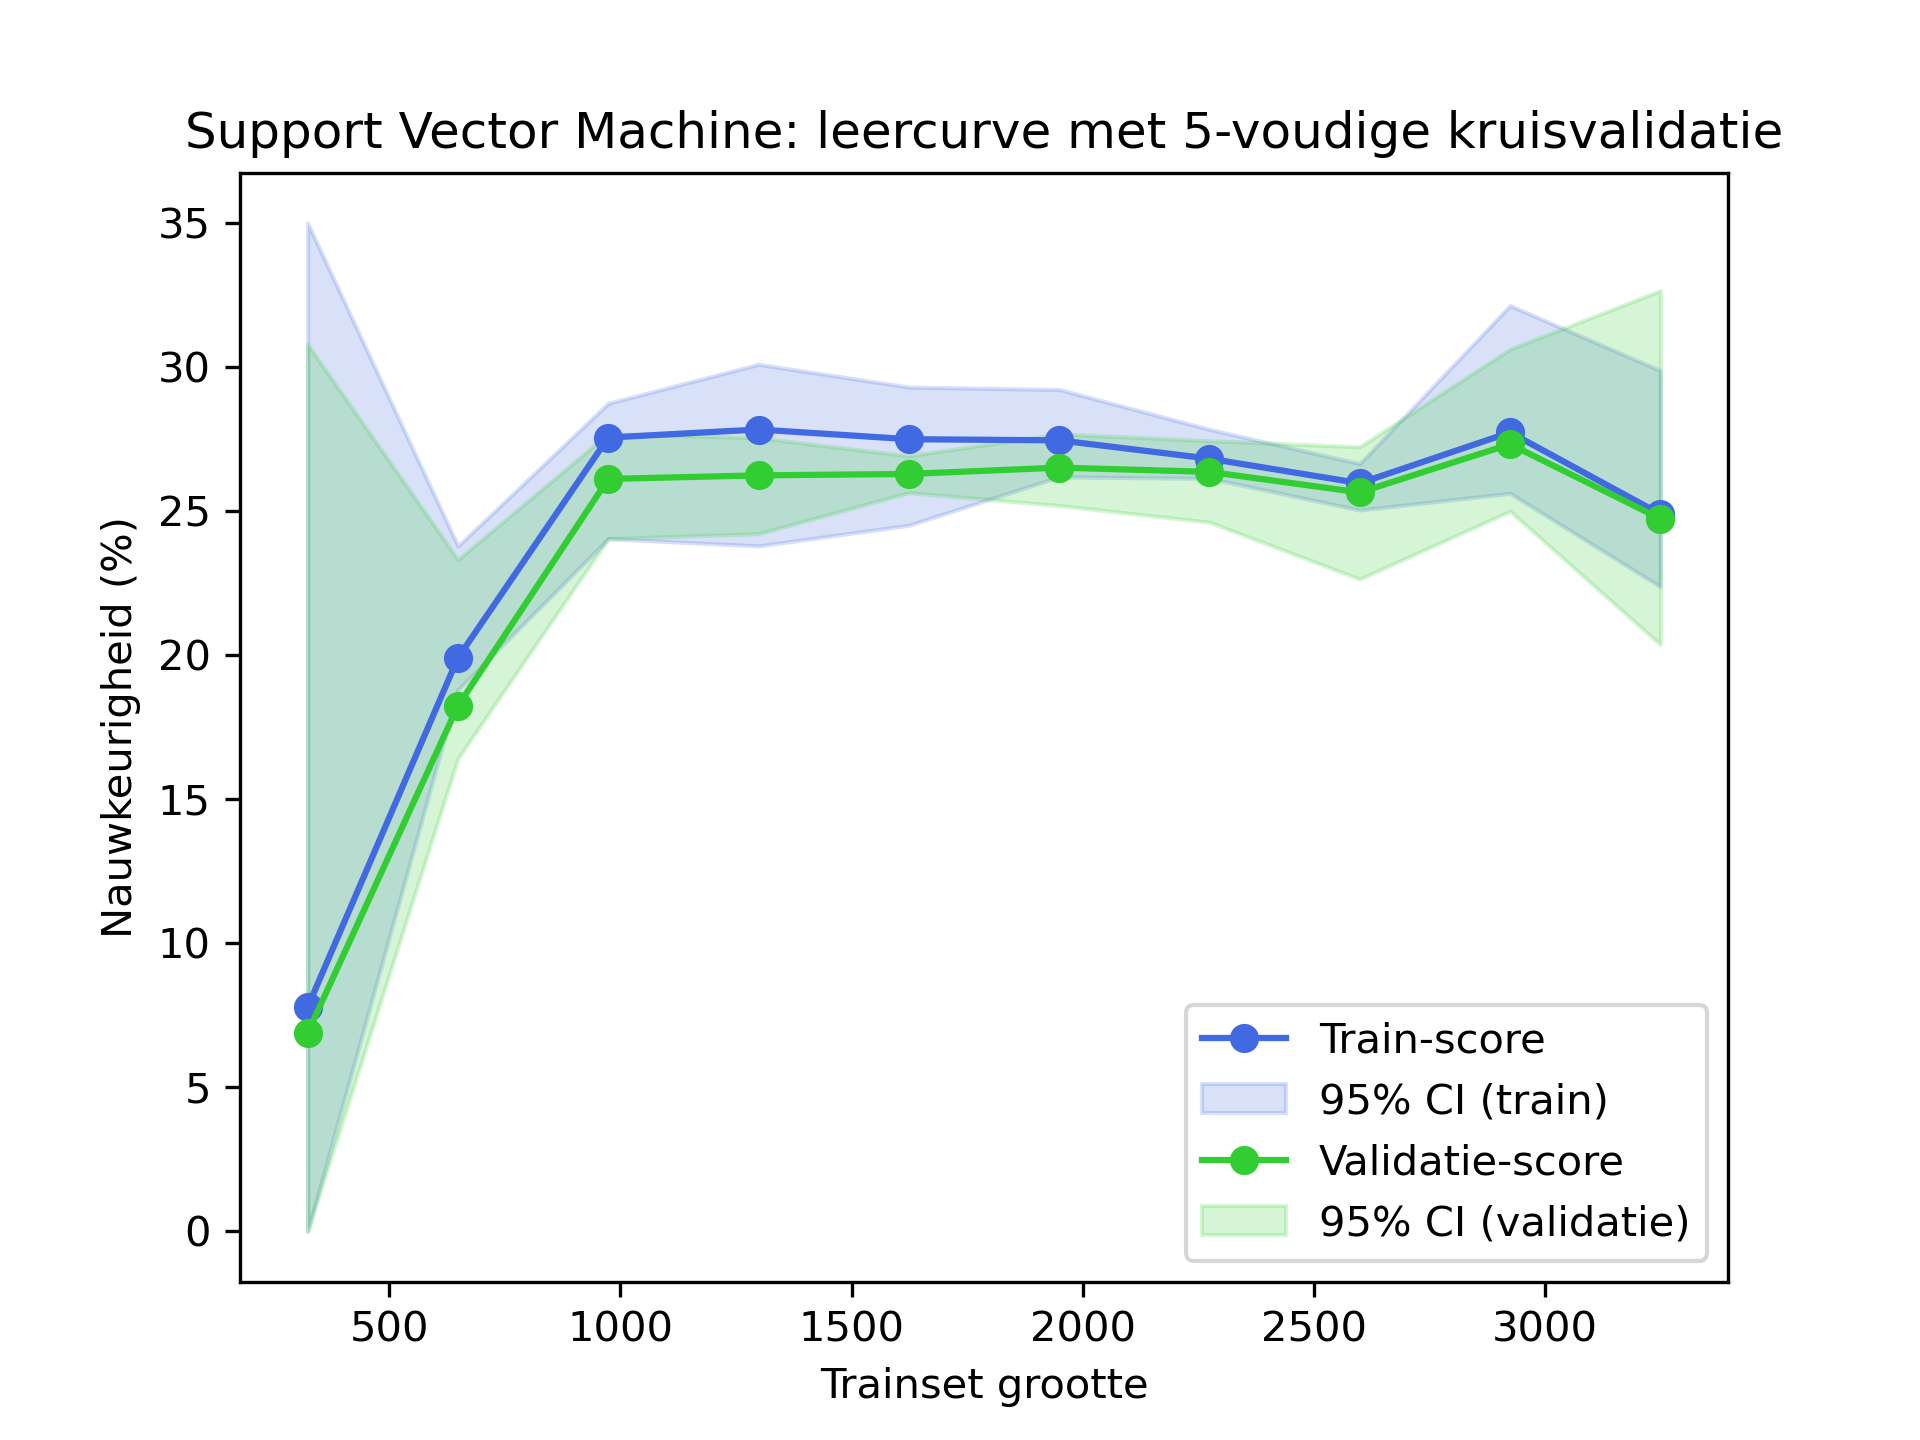 Support Vector Machine: leercurve met 5-voudige kruisvalidatie
Nauwkeurigheid (%)
35
30
25
20
15
10
5
0
500 1000 1500 2000 2500 3000
Trainset grootte
Train-score
95% CI (train)
Validatie-score
95% CI (validatie)